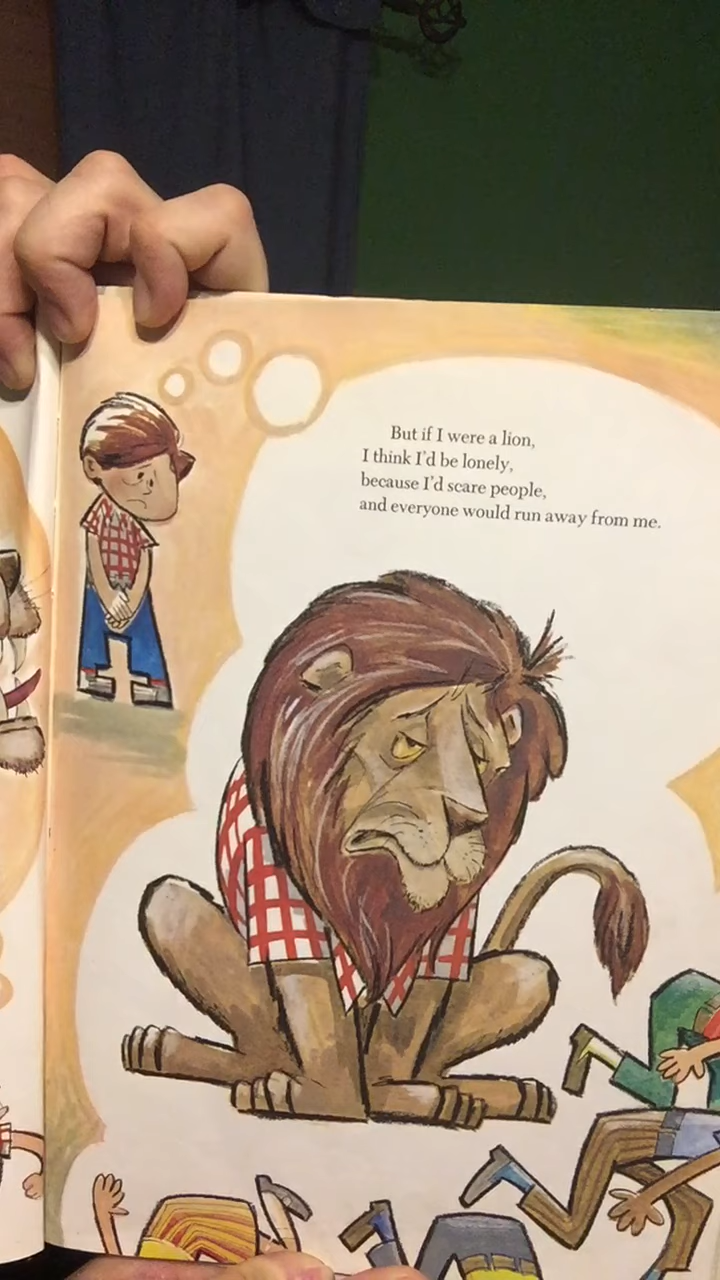 But if I were a lion,
I think I'd be lonely,
because I'd scare people,
and everyone would run away from me.